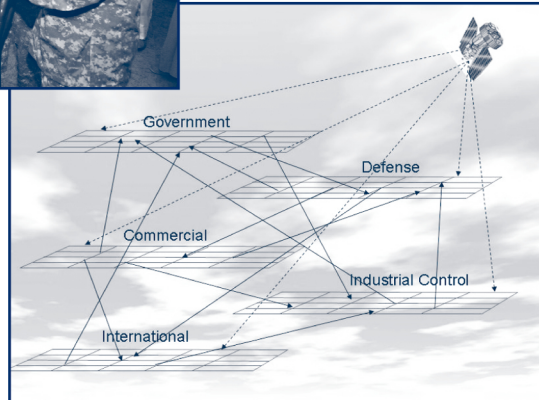 Government
Defense
Commercial
Industrial Control
International